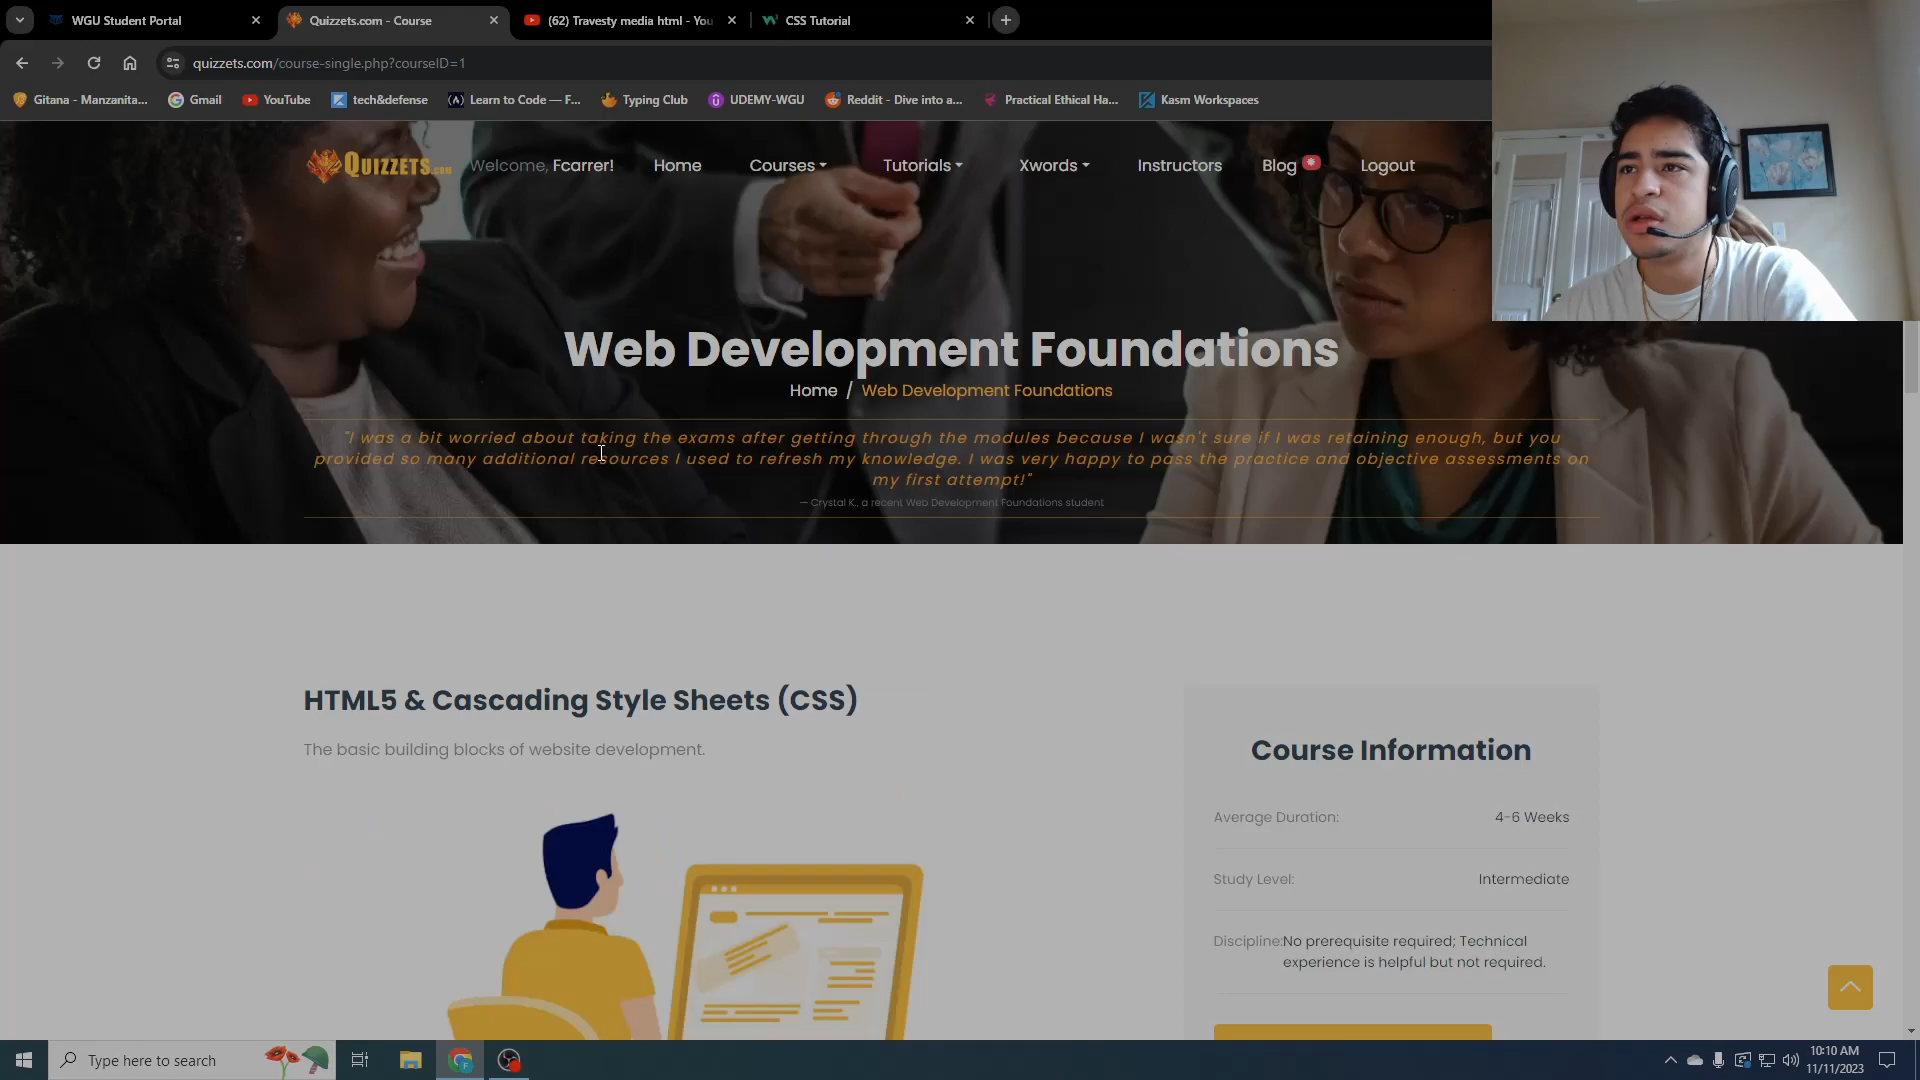 WGU Student Portal
Quizzets.com - Course
(62) Travesty media html - You
CSS Tutorial
quizzets.com/course-single.php?courseID=1
Gitana - Manzanita...
Gmail
YouTube
tech&defense
Learn to Code — F...
Typing Club
UDEMY-WGU
Reddit - Dive into a...
Practical Ethical Ha...
Kasm Workspaces
QUIZZETS.com
Welcome, Fcarrer!
Home
Courses
Tutorials
Xwords
Instructors
Blog
Logout
Web Development Foundations
Home / Web Development Foundations
"I was a bit worried about taking the exams after getting through the modules because I wasn't sure if I was retaining enough, but you
provided so many additional resources I used to refresh my knowledge. I was very happy to pass the practice and objective assessments on
my first attempt!"
— Crystal K., a recent Web Development Foundations student
HTML5 & Cascading Style Sheets (CSS)
The basic building blocks of website development.
Course Information
Average Duration: 4-6 Weeks
Study Level: Intermediate
Discipline: No prerequisite required; Technical
experience is helpful but not required.
Type here to search
10:10 AM
11/11/2023